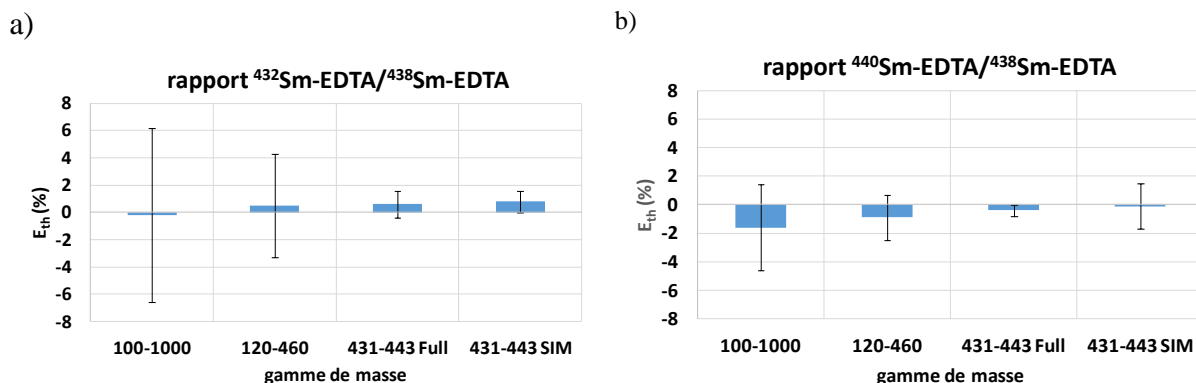 a)
rapport ⁴³²Sm-EDTA/⁴³⁸Sm-EDTA
8
6
4
2
0
-2
-4
-6
-8
E_th (%)
100-1000
120-460
431-443 Full
431-443 SIM
gamme de masse
b)
rapport ⁴⁴⁰Sm-EDTA/⁴³⁸Sm-EDTA
8
6
4
2
0
-2
-4
-6
-8
E_th (%)
100-1000
120-460
431-443 Full
431-443 SIM
gamme de masse